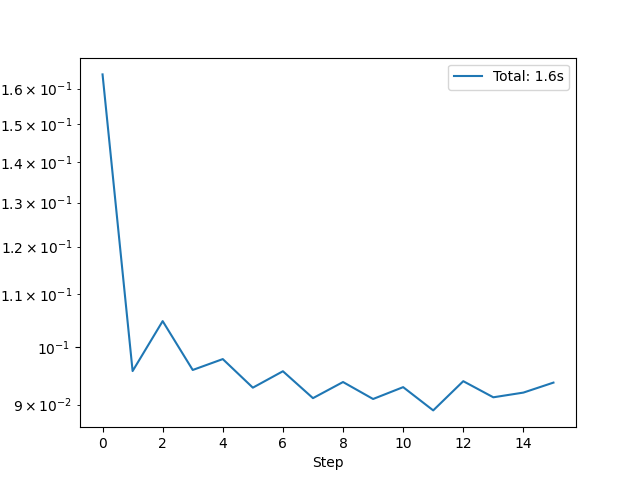 Total: 1.6s
1.6 × 10⁻¹
1.5 × 10⁻¹
1.4 × 10⁻¹
1.3 × 10⁻¹
1.2 × 10⁻¹
1.1 × 10⁻¹
10⁻¹
9 × 10⁻²
0 2 4 6 8 10 12 14
Step